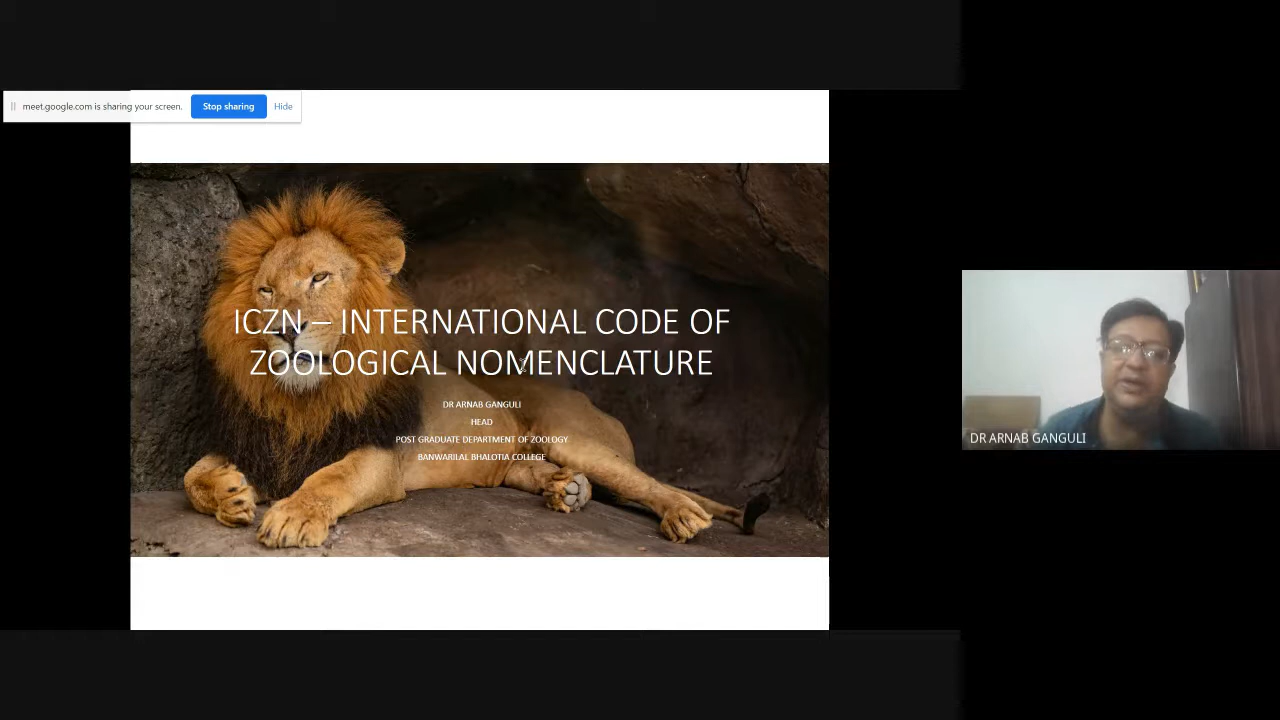 meet.google.com is sharing your screen. Stop sharing Hide
ICZN – INTERNATIONAL CODE OF
ZOOLOGICAL NOMENCLATURE
DR ARNAB GANGULI
HEAD
POST GRADUATE DEPARTMENT OF ZOOLOGY
BANWARILAL BHALOTIA COLLEGE
DR ARNAB GANGULI